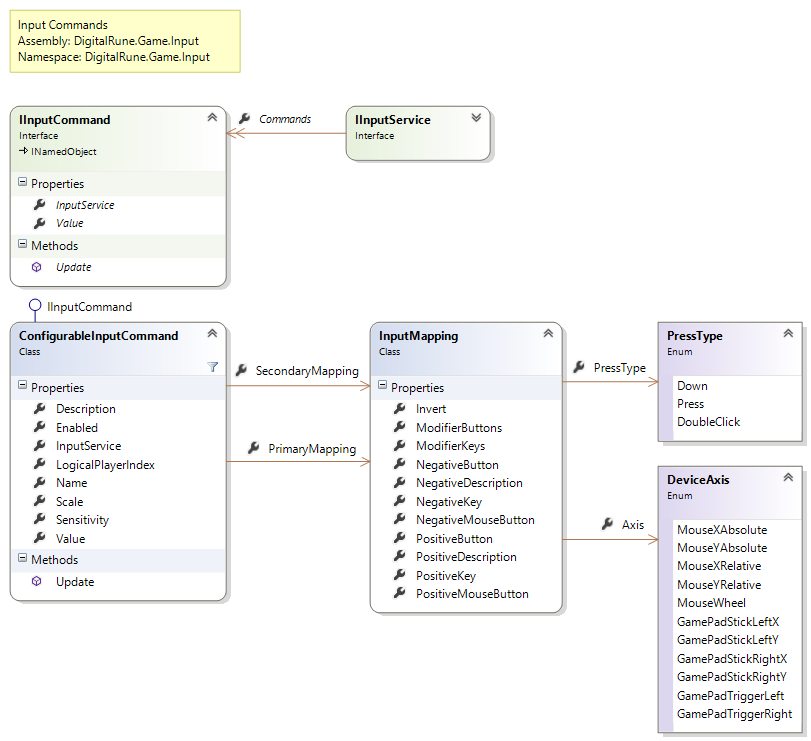 Input Commands
Assembly: DigitalRune.Game.Input
Namespace: DigitalRune.Game.Input
IInputCommand
Interface
INamedObject
Properties
InputService
Value
Methods
Update
Commands
IInputService
Interface
IInputCommand
ConfigurableInputCommand
Class
Properties
Description
Enabled
InputService
LogicalPlayerIndex
Name
Scale
Sensitivity
Value
Methods
Update
SecondaryMapping
PrimaryMapping
InputMapping
Class
Properties
Invert
ModifierButtons
ModifierKeys
NegativeButton
NegativeDescription
NegativeKey
NegativeMouseButton
PositiveButton
PositiveDescription
PositiveKey
PositiveMouseButton
PressType
Axis
PressType
Enum
Down
Press
DoubleClick
DeviceAxis
Enum
MouseXAbsolute
MouseYAbsolute
MouseXRelative
MouseYRelative
MouseWheel
GamePadStickLeftX
GamePadStickLeftY
GamePadStickRightX
GamePadStickRightY
GamePadTriggerLeft
GamePadTriggerRight